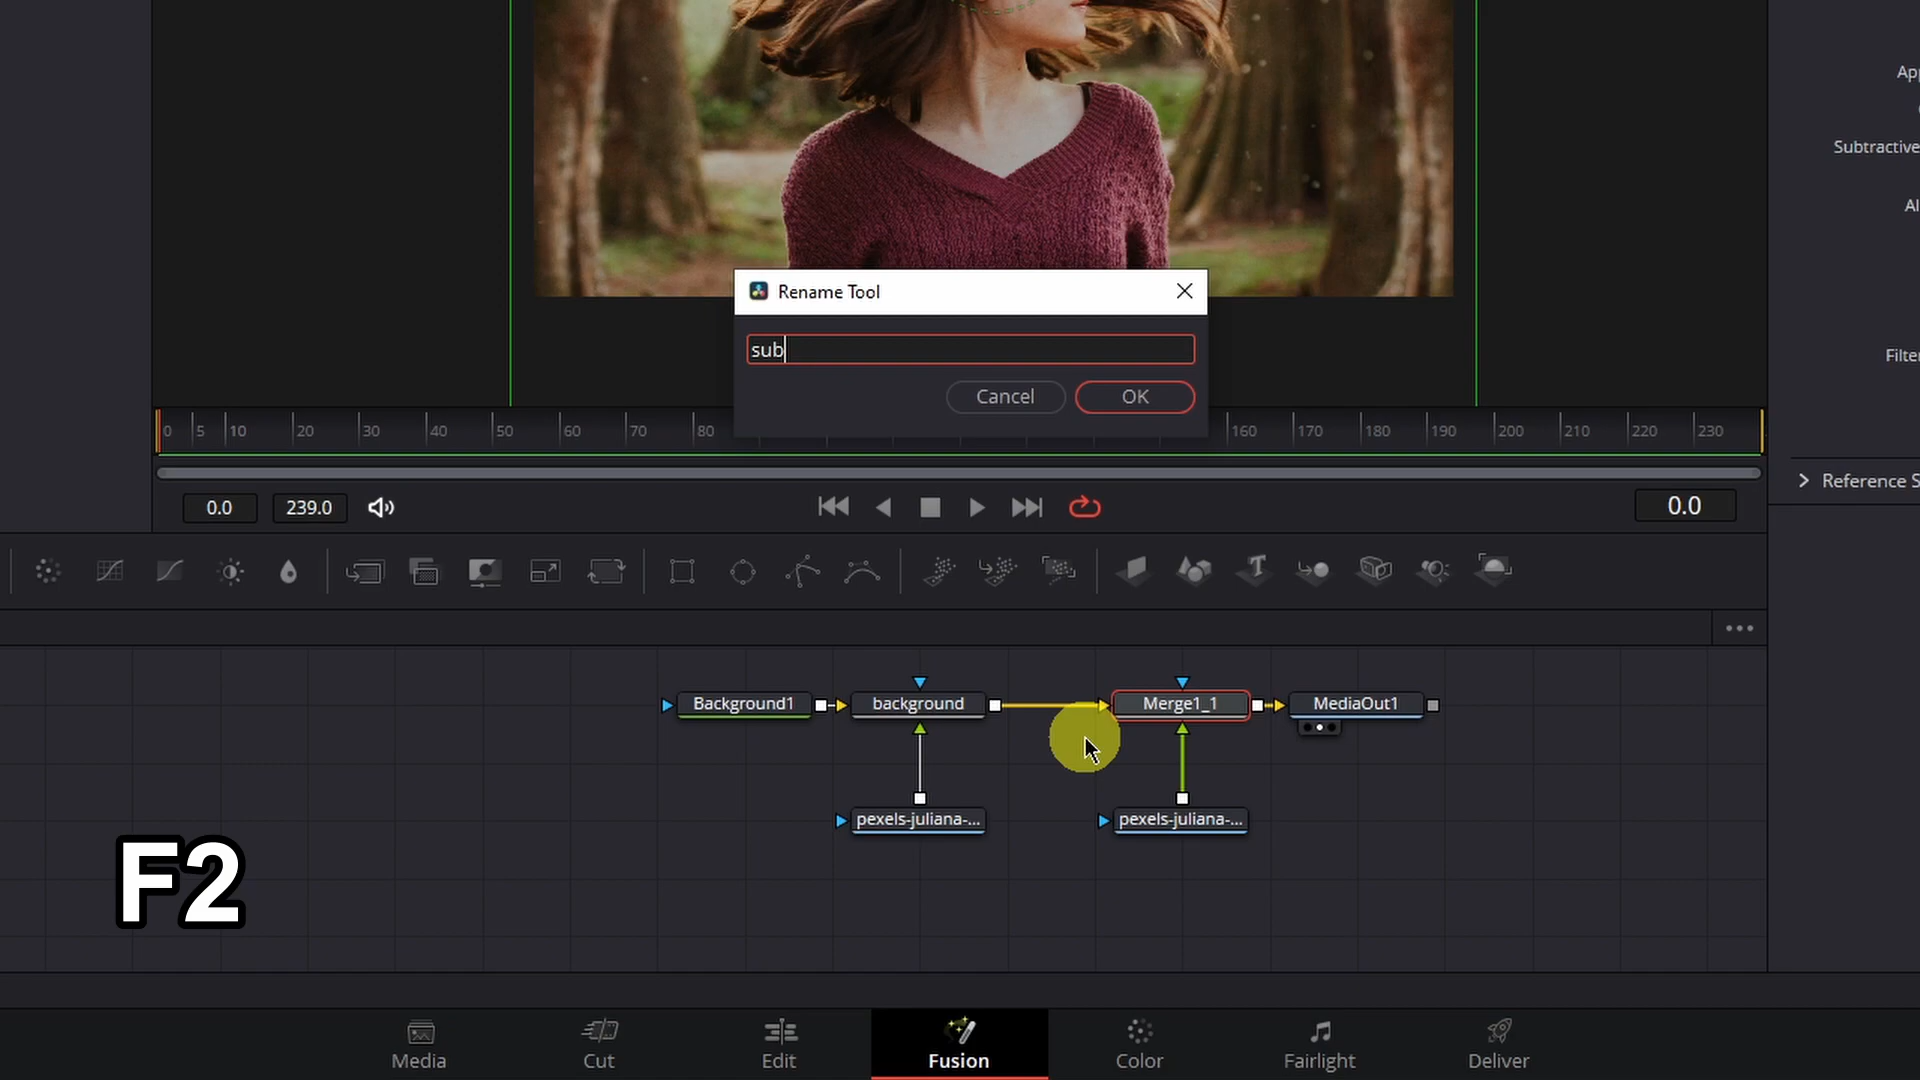 App
Subtractive
Al
Rename Tool
sub
Cancel
OK
Filter
0 5 10 20 30 40 50 60 70 80 160 170 180 190 200 210 220 230
Reference S
0.0
239.0
0.0
T
Background1
background
Merge1_1
MediaOut1
pexels-juliana-...
pexels-juliana-...
F2
Media
Cut
Edit
Fusion
Color
Fairlight
Deliver